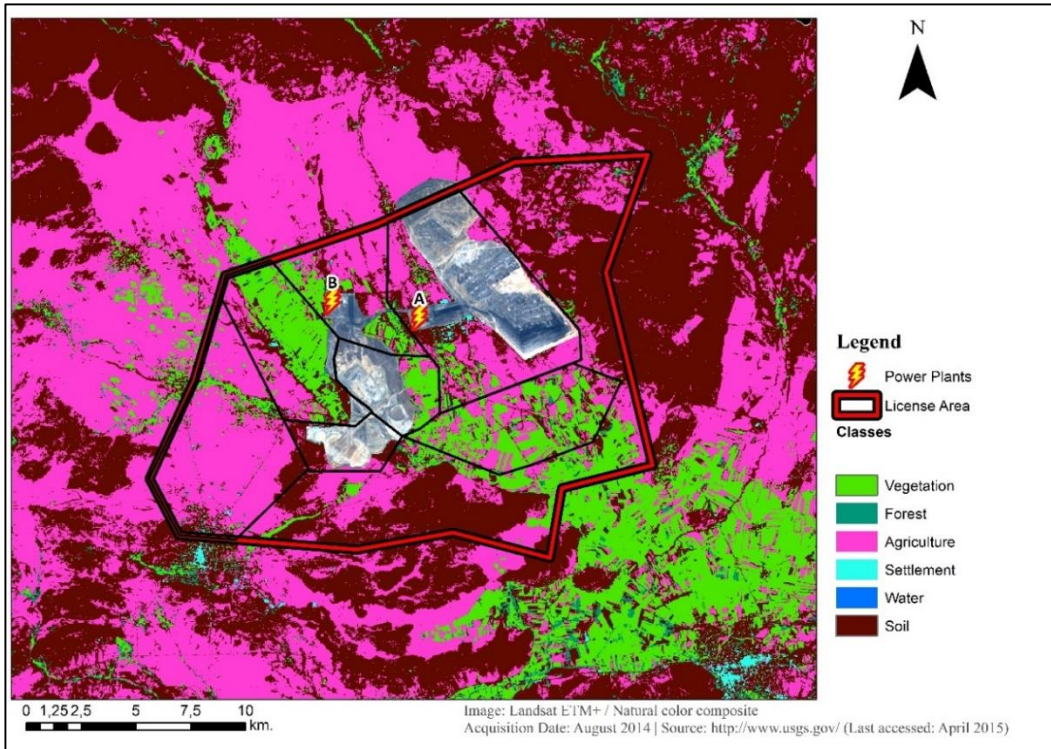 N
B
A
Legend
Power Plants
License Area
Classes
Vegetation
Forest
Agriculture
Settlement
Water
Soil
0 1,25 2,5 5 7,5 10
km.
Image: Landsat ETM+ / Natural color composite
Acquisition Date: August 2014 | Source: http://www.usgs.gov/ (Last accessed: April 2015)